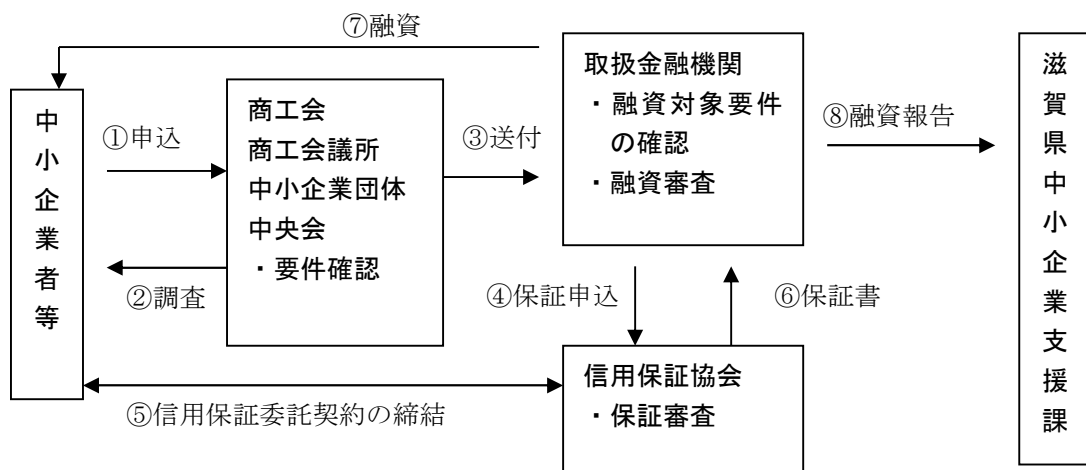 ⑦融資
中小企業者等
①申込
②調査
商工会
商工会議所
中小企業団体
中央会
・要件確認
③送付
取扱金融機関
・融資対象要件
の確認
・融資審査
④保証申込
⑥保証書
⑤信用保証委託契約の締結
信用保証協会
・保証審査
⑧融資報告
滋賀県中小企業支援課